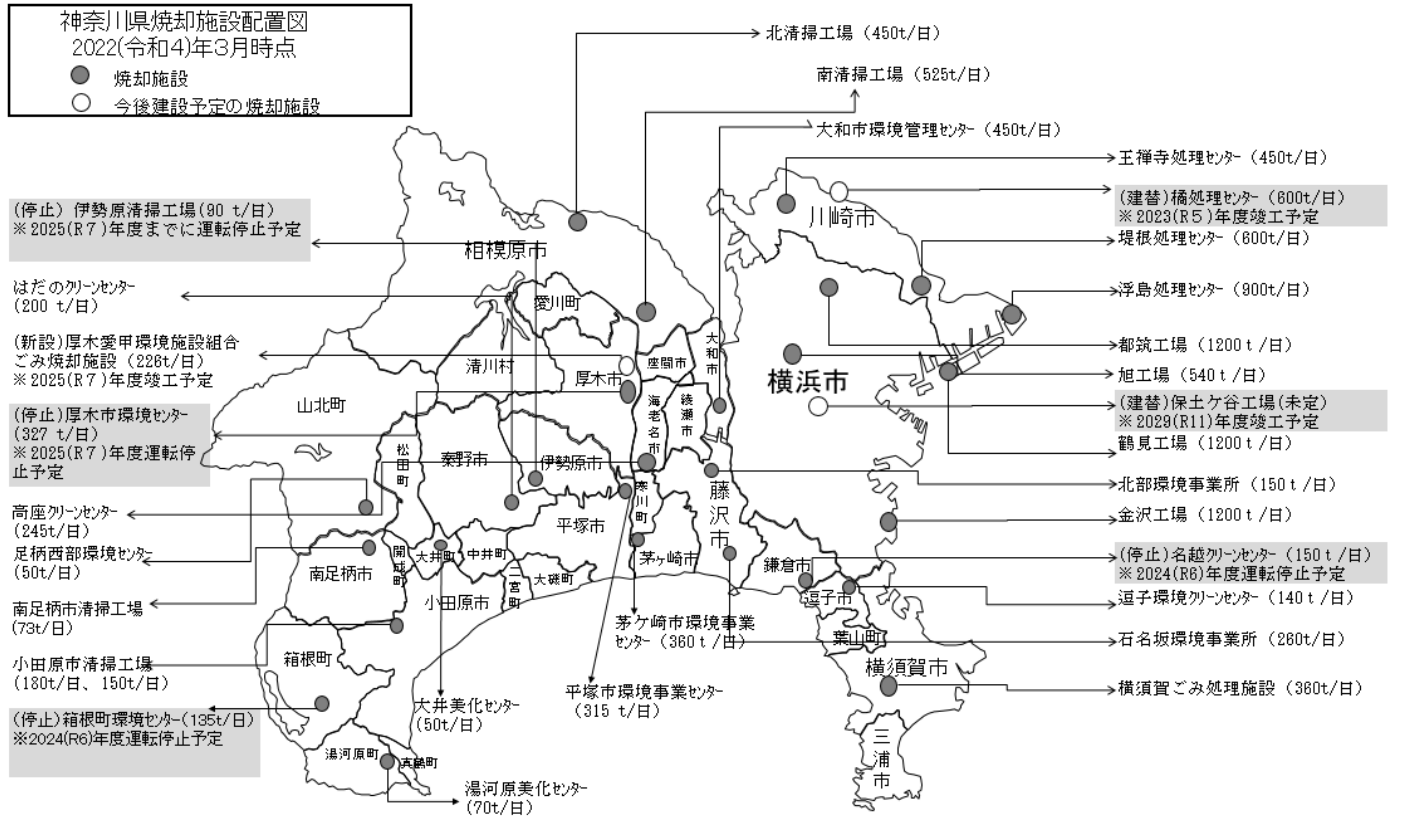 神奈川県焼却施設配置図
2022(令和4)年3月時点
焼却施設
今後建設予定の焼却施設
北清掃工場（450t/日）
南清掃工場（525t/日）
大和市環境管理センター（450t/日）
王禅寺処理センター（450t/日）
(建替)橘処理センター（600t/日）
※2023(R5)年度竣工予定
堤根処理センター（600t/日）
浮島処理センター（900t/日）
都筑工場（1200t/日）
旭工場（540t/日）
(建替)保土ケ谷工場(未定)
※2029(R11)年度竣工予定
鶴見工場（1200t/日）
北部環境事業所（150t/日）
金沢工場（1200t/日）
(停止)名越クリーンセンター（150t/日）
※2024(R6)年度運転停止予定
逗子環境クリーンセンター（140t/日）
石名坂環境事業所（260t/日）
横須賀ごみ処理施設（360t/日）
(停止) 伊勢原清掃工場(90 t/日)
※2025(R7)年度までに運転停止予定
はだのクリーンセンター
(200 t/日)
(新設)厚木愛甲環境施設組合
ごみ焼却施設（226t/日）
※2025(R7)年度竣工予定
(停止)厚木市環境センター
(327 t/日)
※2025(R7)年度運転停
止予定
高座クリーンセンター
(245t/日)
足柄西部環境センター
(50t/日)
南足柄市清掃工場
(73t/日)
小田原市清掃工場
(180t/日、150t/日)
(停止)箱根町環境センター(135t/日)
※2024(R6)年度運転停止予定
大井美化センター
(50t/日)
湯河原美化センター
(70t/日)
平塚市環境事業センター
(315 t/日)
茅ケ崎市環境事業
センター（360t/日）
相模原市
愛川町
清川村
厚木市
座間市
大和市
海老名市
綾瀬市
川崎市
横浜市
山北町
松田町
秦野市
伊勢原市
寒川町
藤沢市
平塚市
茅ヶ崎市
鎌倉市
逗子市
葉山町
横須賀市
三浦市
南足柄市
開成町
大井町
中井町
二宮町
大磯町
小田原市
箱根町
湯河原町
真鶴町